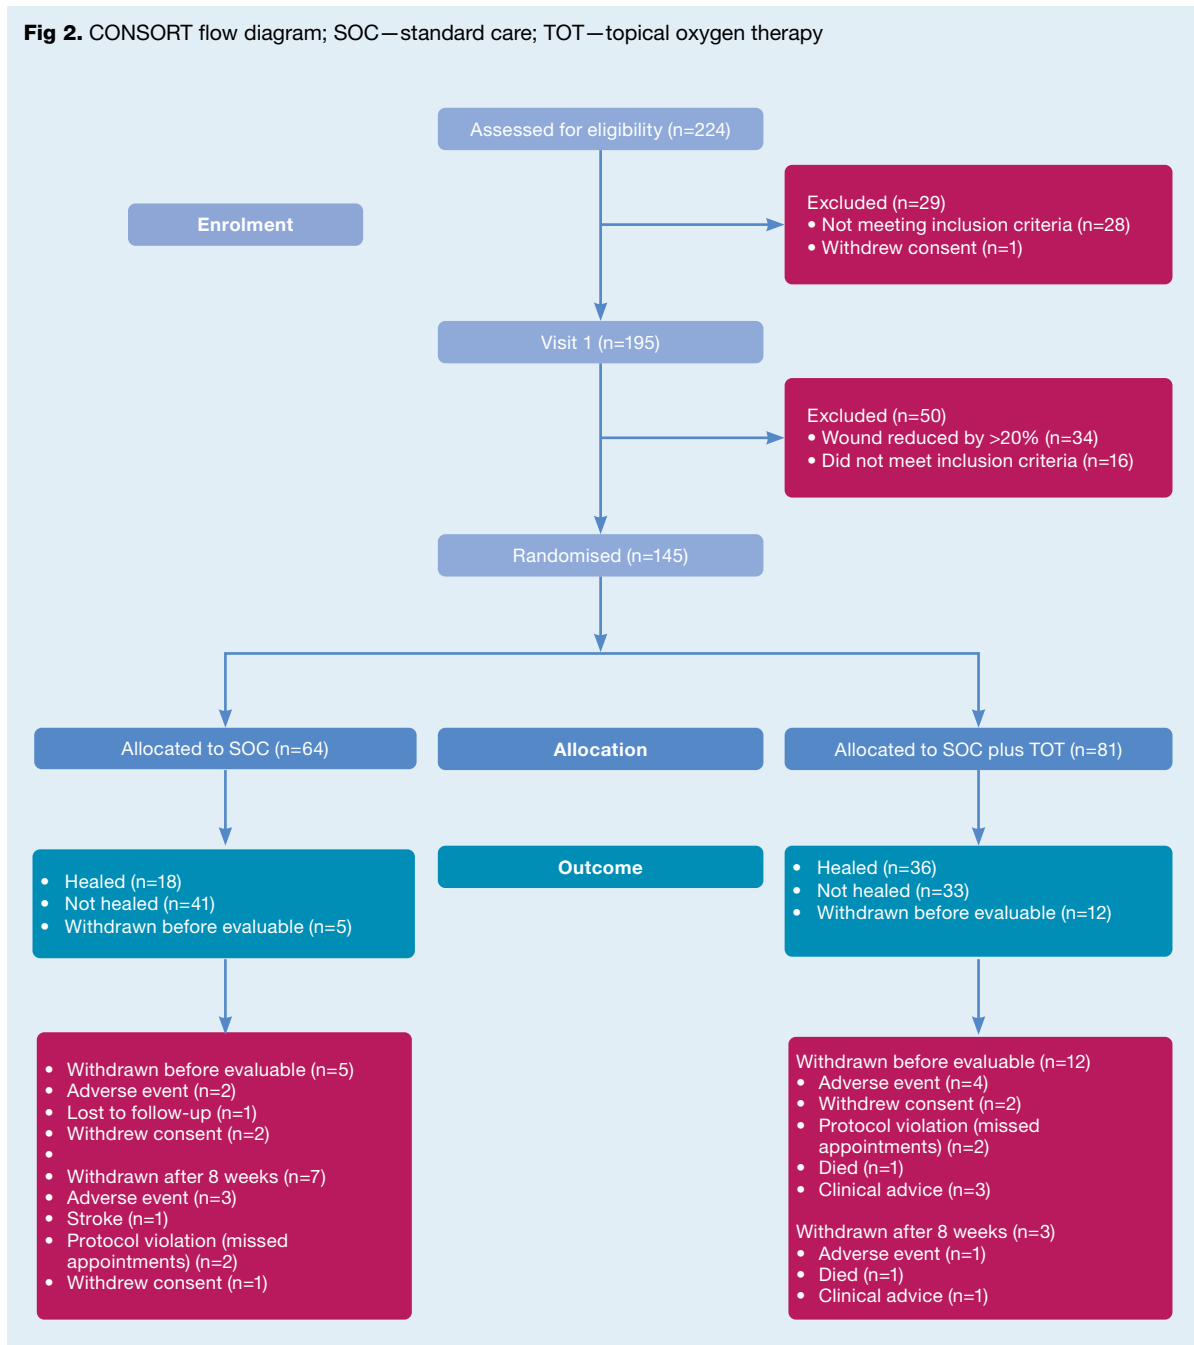 Fig 2. CONSORT flow diagram; SOC—standard care; TOT—topical oxygen therapy
Assessed for eligibility (n=224)
Enrolment
Excluded (n=29)
• Not meeting inclusion criteria (n=28)
• Withdrew consent (n=1)
Visit 1 (n=195)
Excluded (n=50)
• Wound reduced by >20% (n=34)
• Did not meet inclusion criteria (n=16)
Randomised (n=145)
Allocated to SOC (n=64)
Allocation
Allocated to SOC plus TOT (n=81)
• Healed (n=18)
• Not healed (n=41)
• Withdrawn before evaluable (n=5)
Outcome
• Healed (n=36)
• Not healed (n=33)
• Withdrawn before evaluable (n=12)
• Withdrawn before evaluable (n=5)
• Adverse event (n=2)
• Lost to follow-up (n=1)
• Withdrew consent (n=2)
•
• Withdrawn after 8 weeks (n=7)
• Adverse event (n=3)
• Stroke (n=1)
• Protocol violation (missed
appointments) (n=2)
• Withdrew consent (n=1)
Withdrawn before evaluable (n=12)
• Adverse event (n=4)
• Withdrew consent (n=2)
• Protocol violation (missed
appointments) (n=2)
• Died (n=1)
• Clinical advice (n=3)
Withdrawn after 8 weeks (n=3)
• Adverse event (n=1)
• Died (n=1)
• Clinical advice (n=1)